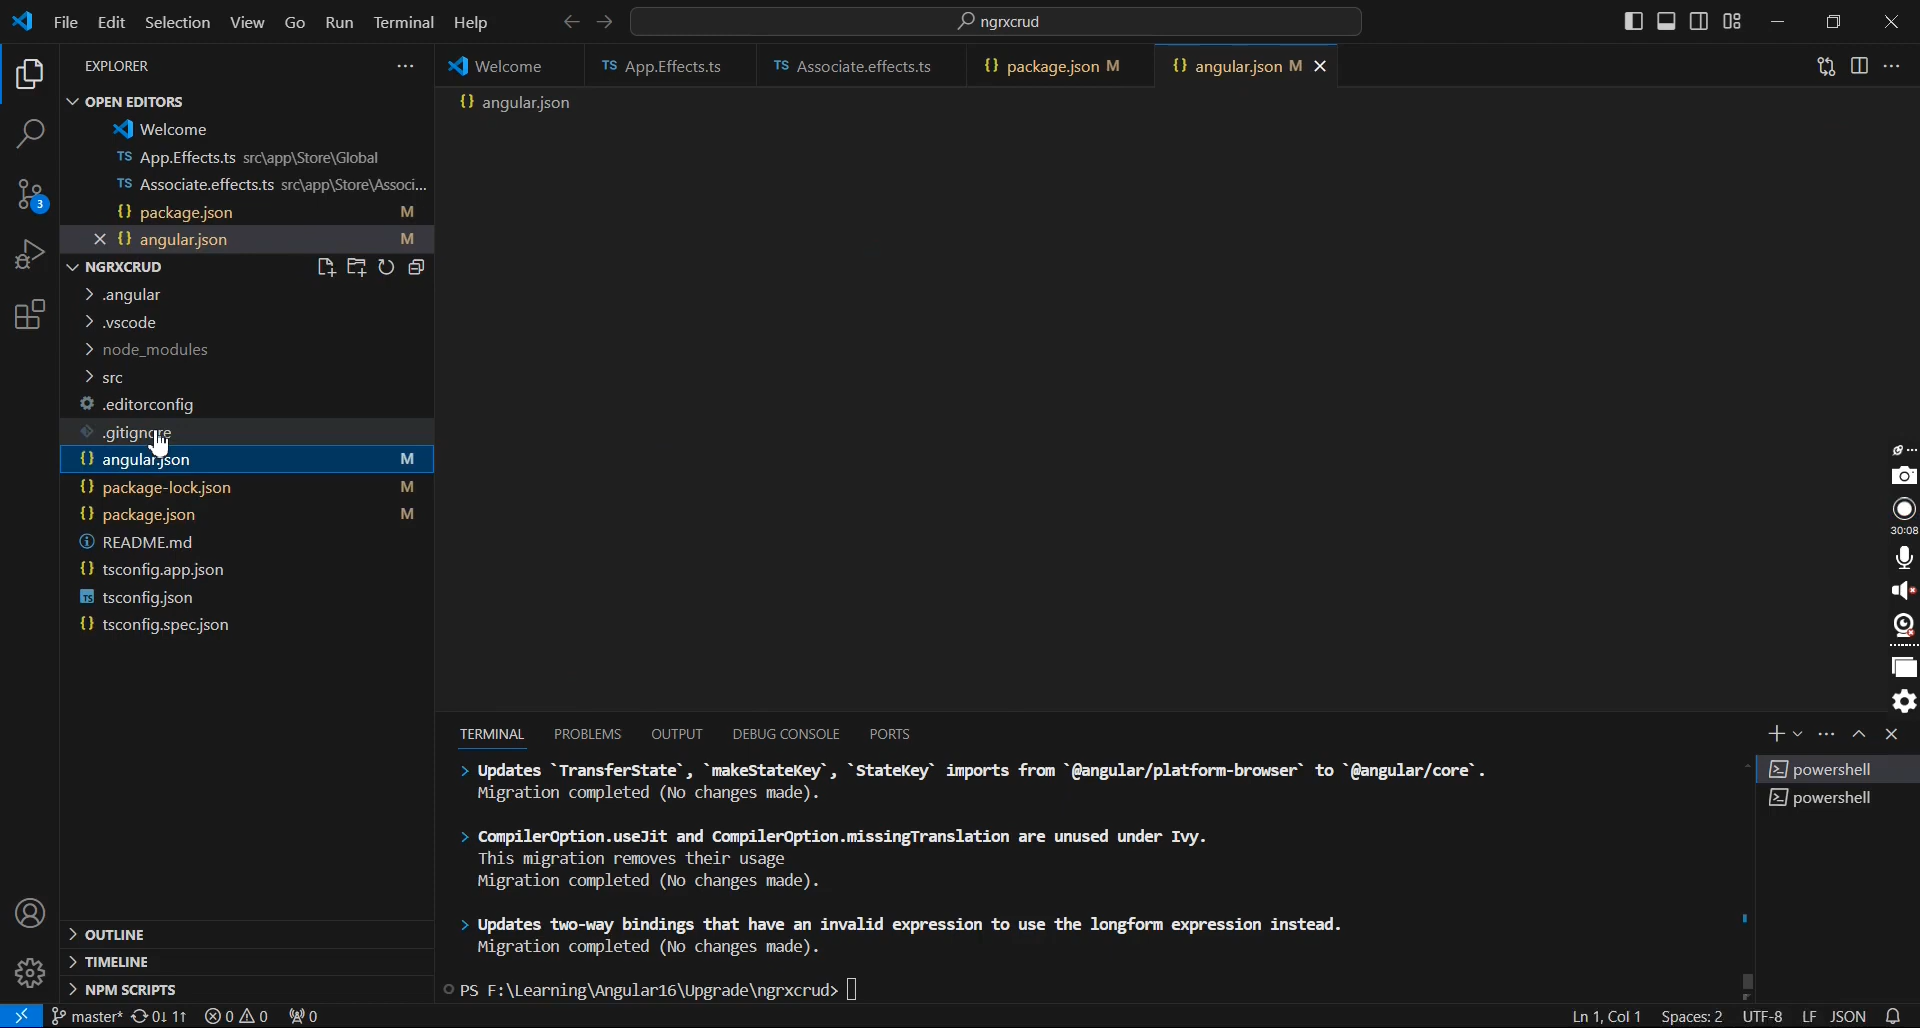 File Edit Selection View Go Run Terminal Help
ngrxcrud
EXPLORER
Welcome
TS App.Effects.ts
TS Associate.effects.ts
{} package.json M
{} angular.json M
OPEN EDITORS
{} angular.json
Welcome
TS App.Effects.ts src\app\Store\Global
TS Associate.effects.ts src\app\Store\Associ...
{} package.json M
{} angular.json M
NGRXCRUD
.angular
.vscode
node_modules
src
.editorconfig
.gitignore
{} angular.json M
{} package-lock.json M
{} package.json M
README.md
{} tsconfig.app.json
TS tsconfig.json
{} tsconfig.spec.json
OUTLINE
TIMELINE
NPM SCRIPTS
3
30:08
TERMINAL PROBLEMS OUTPUT DEBUG CONSOLE PORTS
> Updates `TransferState`, `makeStateKey`, `StateKey` imports from `@angular/platform-browser` to `@angular/core`.
Migration completed (No changes made).
> CompilerOption.useJit and CompilerOption.missingTranslation are unused under Ivy.
This migration removes their usage
Migration completed (No changes made).
> Updates two-way bindings that have an invalid expression to use the longform expression instead.
Migration completed (No changes made).
PS F:\Learning\Angular16\Upgrade\ngrxcrud>
powershell
powershell
master* 0↓ 1↑ 0 0 0
Ln 1, Col 1 Spaces: 2 UTF-8 LF JSON